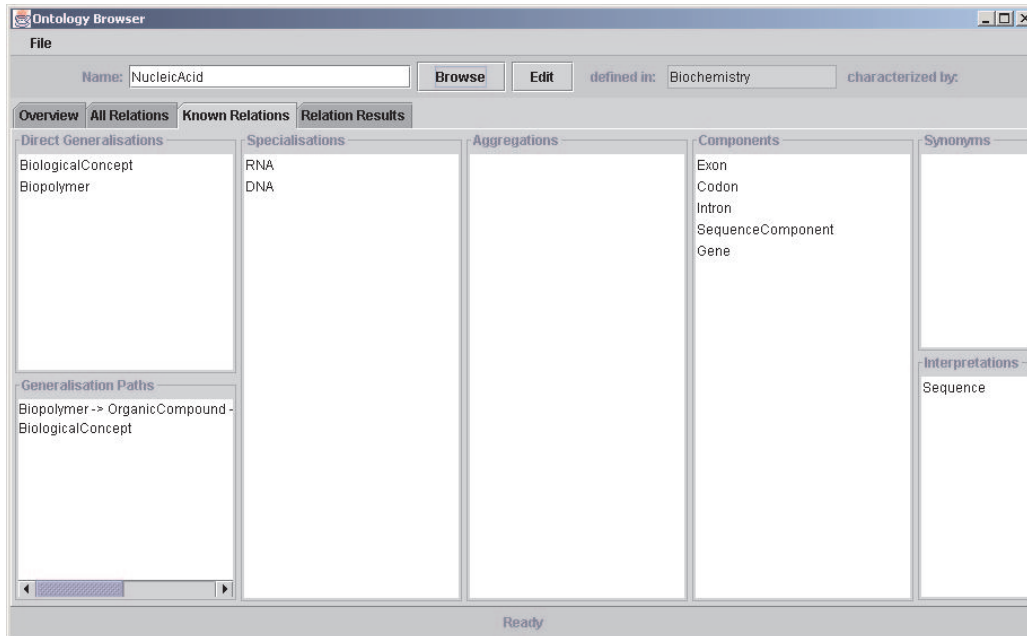 Ontology Browser
File
Name: NucleicAcid Browse Edit defined in: Biochemistry characterized by:
Overview All Relations Known Relations Relation Results
Direct Generalisations Specialisations Aggregations Components Synonyms
BiologicalConcept RNA Exon
Biopolymer DNA Codon
Intron
SequenceComponent
Gene
Interpretations
Generalisation Paths Sequence
Biopolymer -> OrganicCompound -
BiologicalConcept
Ready